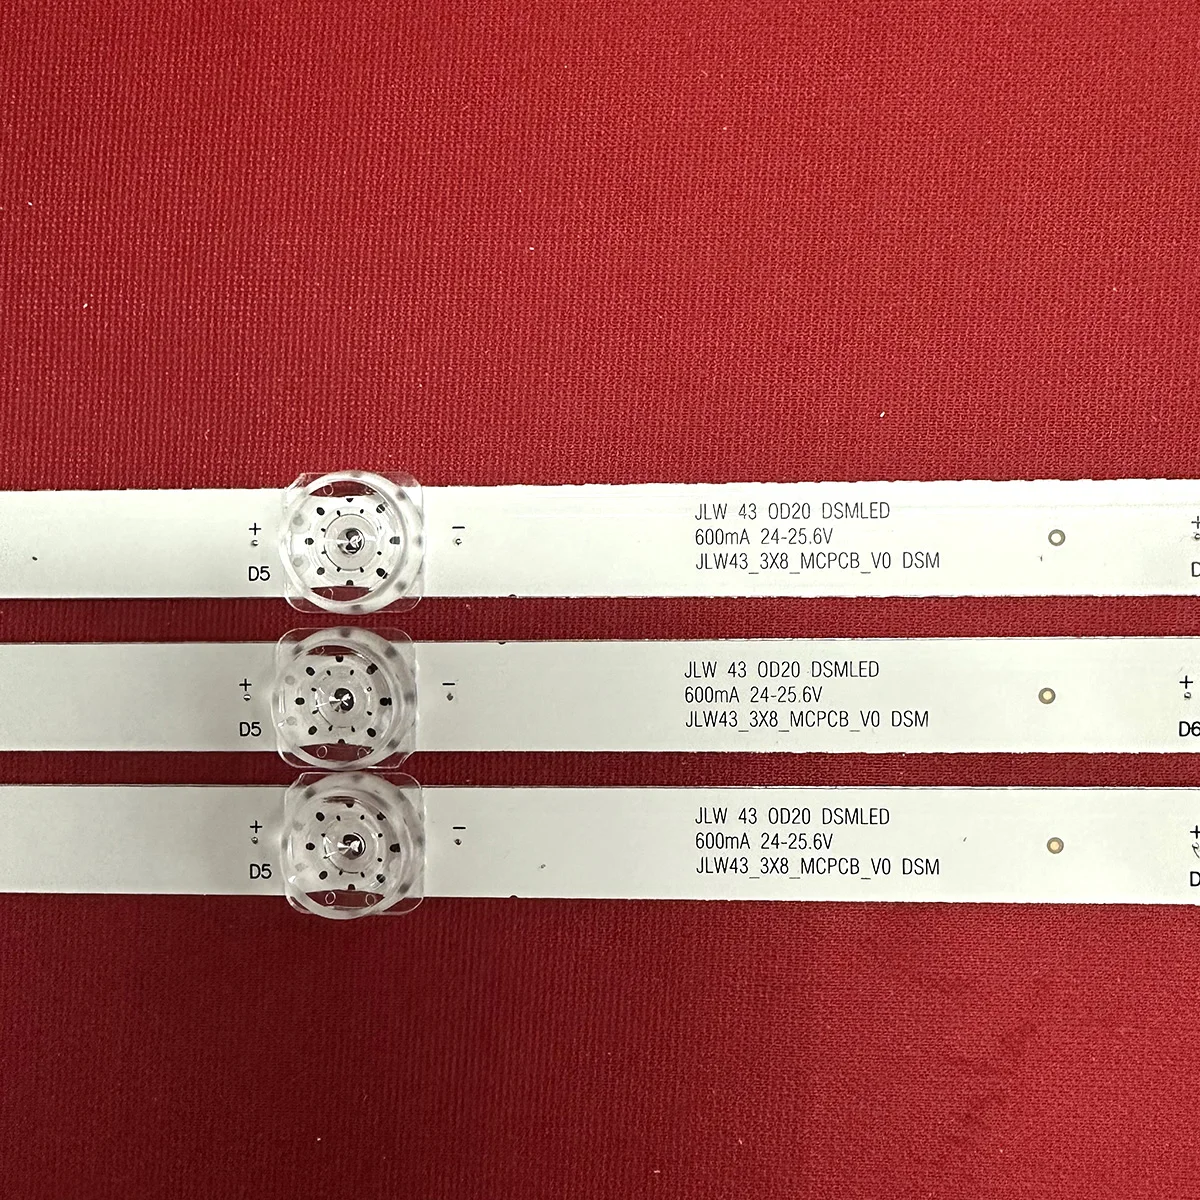 JLW 43 OD20 DSMLED
600mA 24-25.6V
JLW43_3X8_MCPCB_V0 DSM
+ - +
D5 D
JLW 43 OD20 DSMLED
600mA 24-25.6V
JLW43_3X8_MCPCB_V0 DSM
+ - +
D5 D6
JLW 43 OD20 DSMLED
600mA 24-25.6V
JLW43_3X8_MCPCB_V0 DSM
+ - +
D5 D